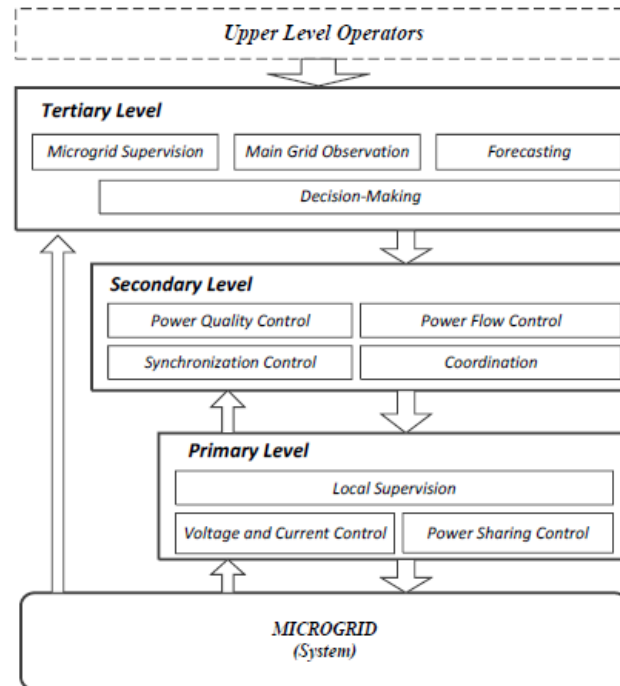 Upper Level Operators
Tertiary Level
Microgrid Supervision
Main Grid Observation
Forecasting
Decision-Making
Secondary Level
Power Quality Control
Power Flow Control
Synchronization Control
Coordination
Primary Level
Local Supervision
Voltage and Current Control
Power Sharing Control
MICROGRID
(System)